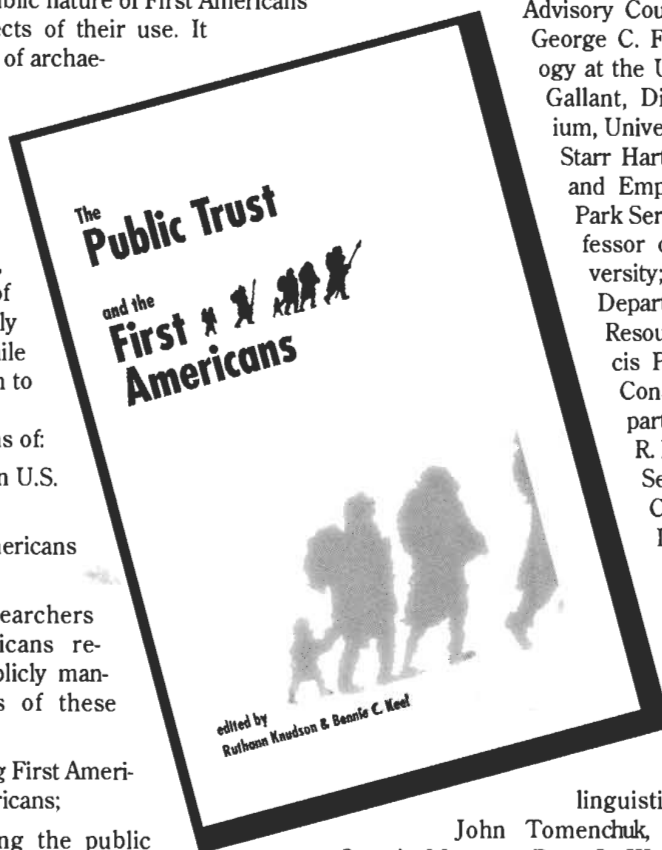 blic nature of First Americans
ects of their use. It
of archae-
of
ly
ile
n to
ns of:
n U.S.
ericans
earchers
icans re-
blicly man-
s of these
g First Ameri-
ricans;
ng the public
The
Public Trust
and the
First
Americans
edited by
Ruthann Knudson & Bennie C. Keel
Advisory Cou
George C. F
ogy at the U
Gallant, Di
ium, Unive
Starr Hart
and Emp
Park Ser
fessor o
versity;
Depart
Resou
cis P
Con
part
R.
Se
C
linguisti
John Tomenchuk,